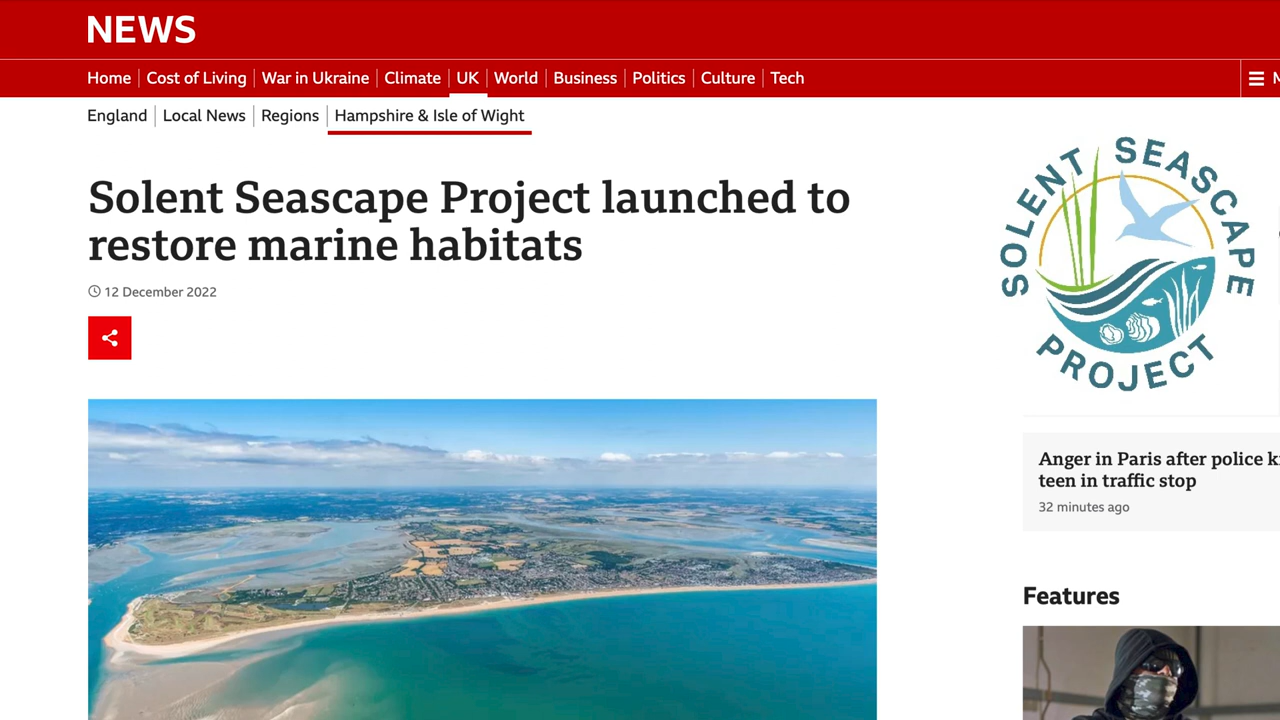 NEWS
Home
Cost of Living
War in Ukraine
Climate
UK
World
Business
Politics
Culture
Tech
England
Local News
Regions
Hampshire & Isle of Wight
Solent Seascape Project launched to
restore marine habitats
12 December 2022
SOLENT SEASCAPE
PROJECT
Anger in Paris after police
teen in traffic stop
32 minutes ago
Features